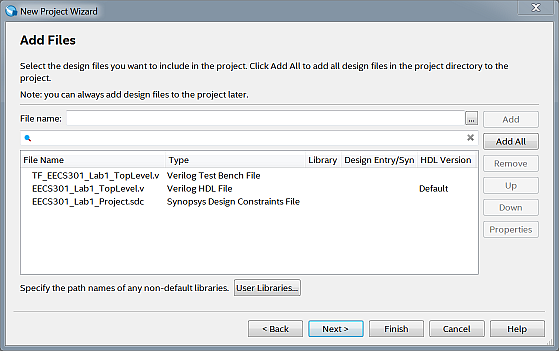 New Project Wizard
Add Files
Select the design files you want to include in the project. Click Add All to add all design files in the project directory to the
project.
Note: you can always add design files to the project later.
File name: ... Add
Add All
File Name Type Library Design Entry/Syn HDL Version
Remove
TF_EECS301_Lab1_TopLevel.v Verilog Test Bench File
EECS301_Lab1_TopLevel.v Verilog HDL File Default
Up
EECS301_Lab1_Project.sdc Synopsys Design Constraints File
Down
Properties
Specify the path names of any non-default libraries. User Libraries...
< Back Next > Finish Cancel Help